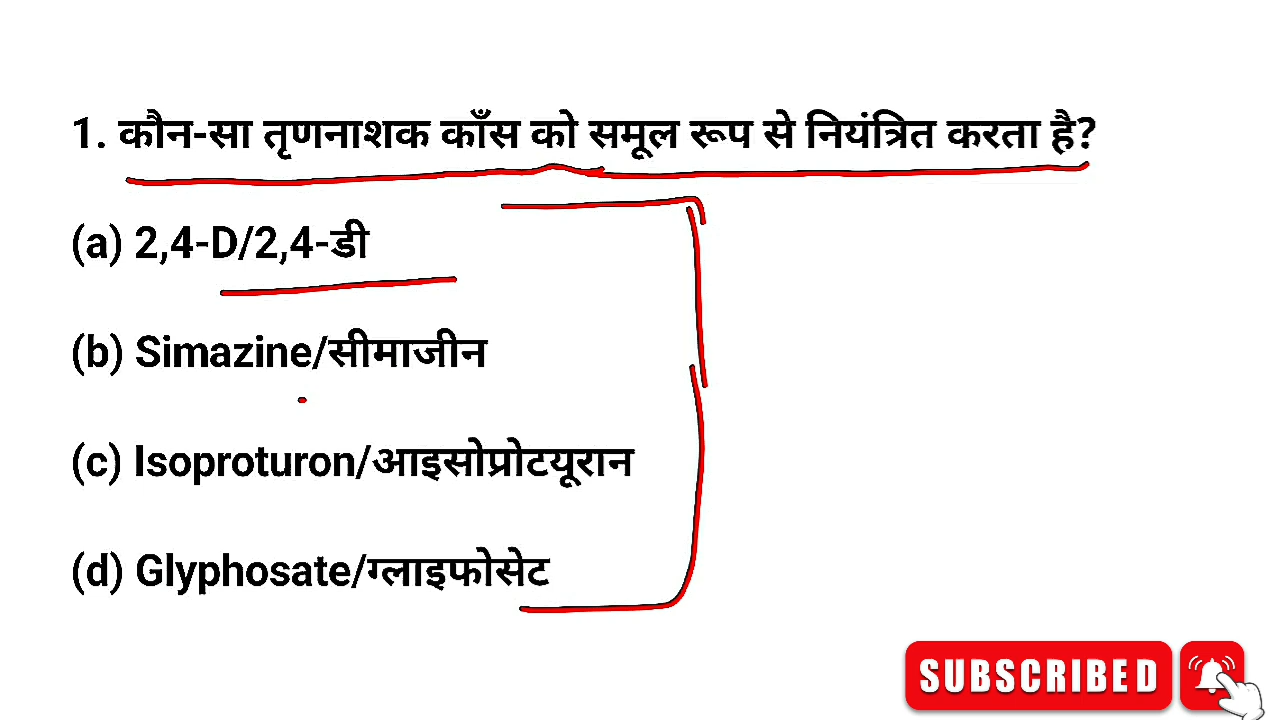 1. कौन-सा तृणनाशक काँस को समूल रूप से नियंत्रित करता है?
(a) 2,4-D/2,4-डी
(b) Simazine/सीमाजीन
(c) Isoproturon/आइसोप्रोटयूरान
(d) Glyphosate/ग्लाइफोसेट
SUBSCRIBED